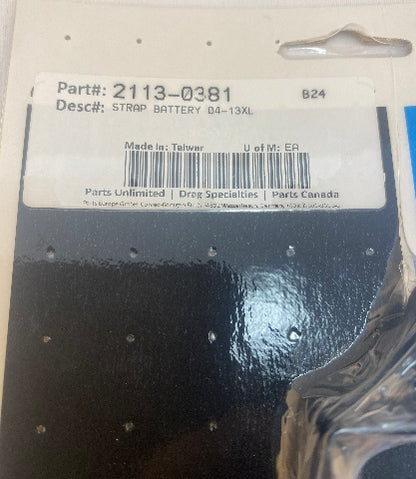 Part#: 2113-0381 B24
Desc#: STRAP BATTERY 04-13XL
Made in: Taiwan U of M: EA
Parts Unlimited | Drag Specialties | Parts Canada